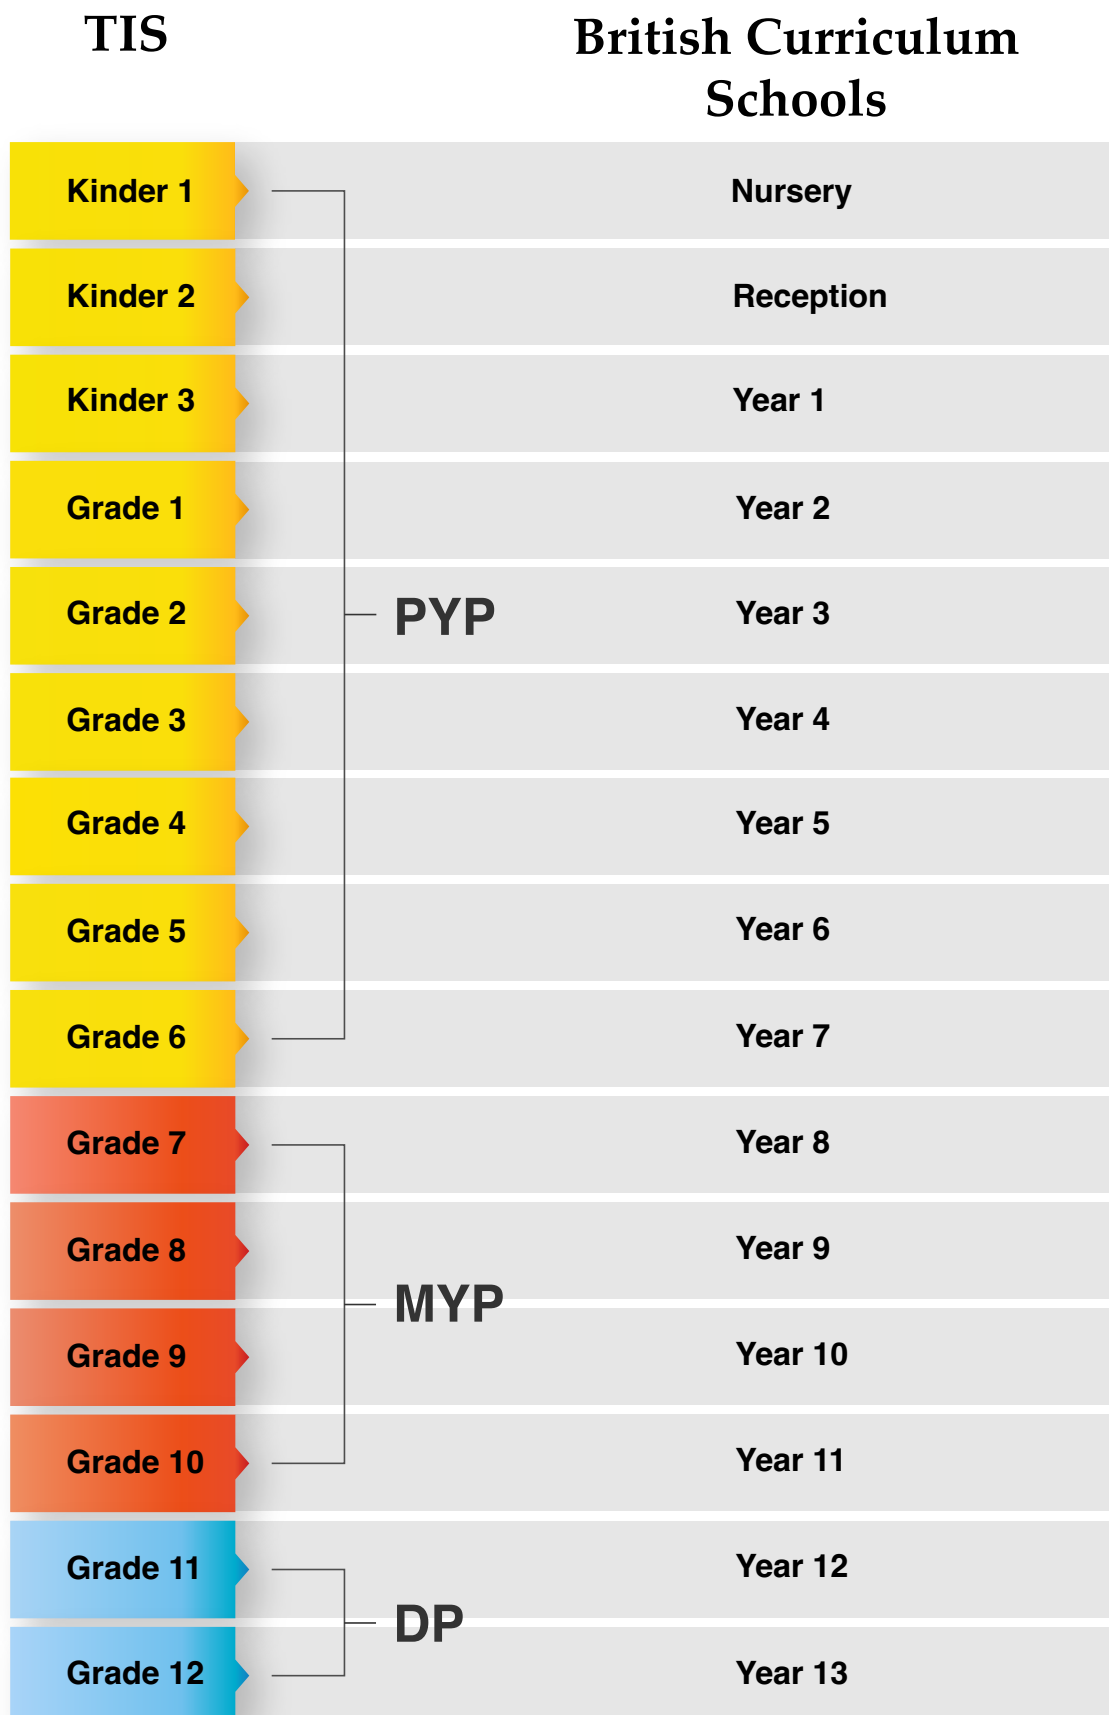 TIS
British Curriculum
Schools
Kinder 1
Nursery
Kinder 2
Reception
Kinder 3
Year 1
Grade 1
Year 2
Grade 2
PYP
Year 3
Grade 3
Year 4
Grade 4
Year 5
Grade 5
Year 6
Grade 6
Year 7
Grade 7
Year 8
Grade 8
Year 9
MYP
Grade 9
Year 10
Grade 10
Year 11
Grade 11
Year 12
DP
Grade 12
Year 13